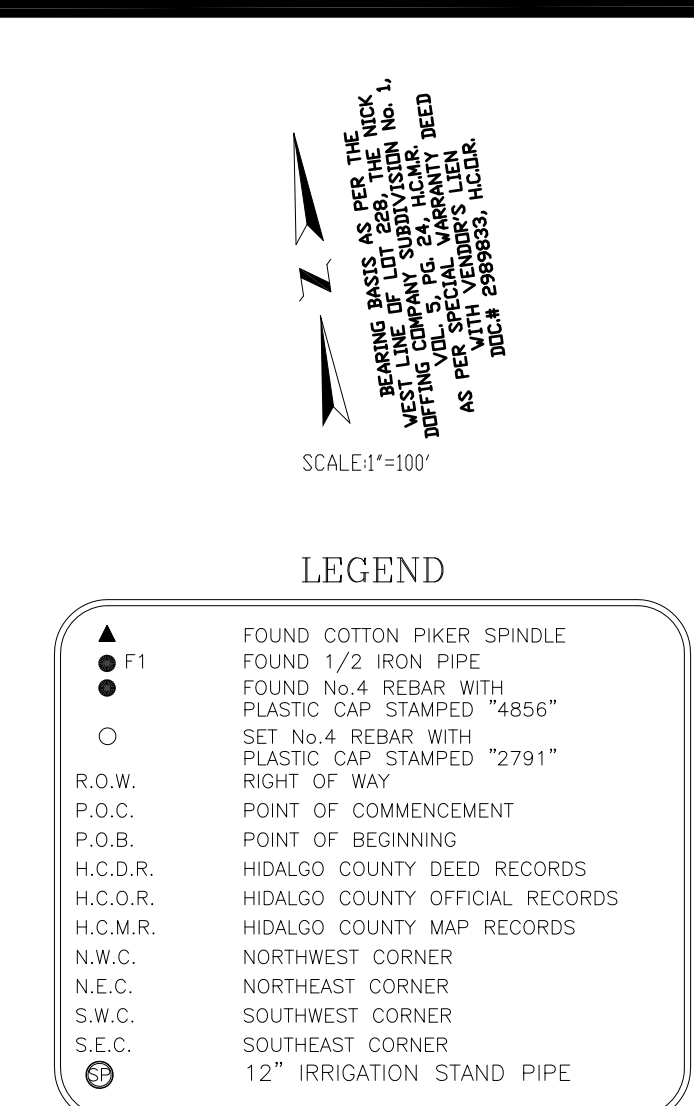 BEARING BASIS AS PER THE
WEST LINE OF LOT 228, THE NICK
DOFFING COMPANY SUBDIVISION No. 1,
VOL. 5, PG. 24, H.C.M.R.
AS PER SPECIAL WARRANTY DEED
WITH VENDOR'S LIEN
DOC.# 2989833, H.C.O.R.
N
SCALE:1"=100'
LEGEND
FOUND COTTON PIKER SPINDLE
F1 FOUND 1/2 IRON PIPE
FOUND No.4 REBAR WITH
PLASTIC CAP STAMPED "4856"
SET No.4 REBAR WITH
PLASTIC CAP STAMPED "2791"
R.O.W. RIGHT OF WAY
P.O.C. POINT OF COMMENCEMENT
P.O.B. POINT OF BEGINNING
H.C.D.R. HIDALGO COUNTY DEED RECORDS
H.C.O.R. HIDALGO COUNTY OFFICIAL RECORDS
H.C.M.R. HIDALGO COUNTY MAP RECORDS
N.W.C. NORTHWEST CORNER
N.E.C. NORTHEAST CORNER
S.W.C. SOUTHWEST CORNER
S.E.C. SOUTHEAST CORNER
SP 12" IRRIGATION STAND PIPE